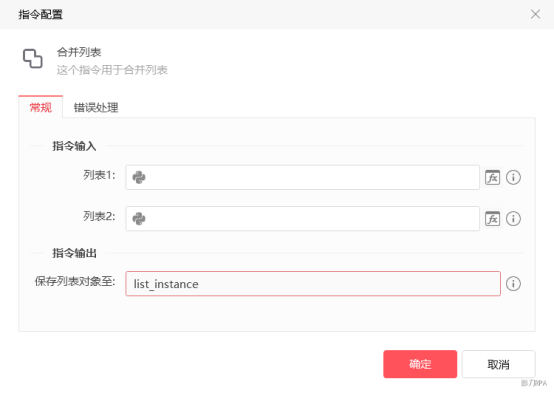 指令配置
合并列表
这个指令用于合并列表
常规
错误处理
指令输入
列表1:
fx
列表2:
fx
指令输出
保存列表对象至:
list_instance
确定
取消
影刀RPA